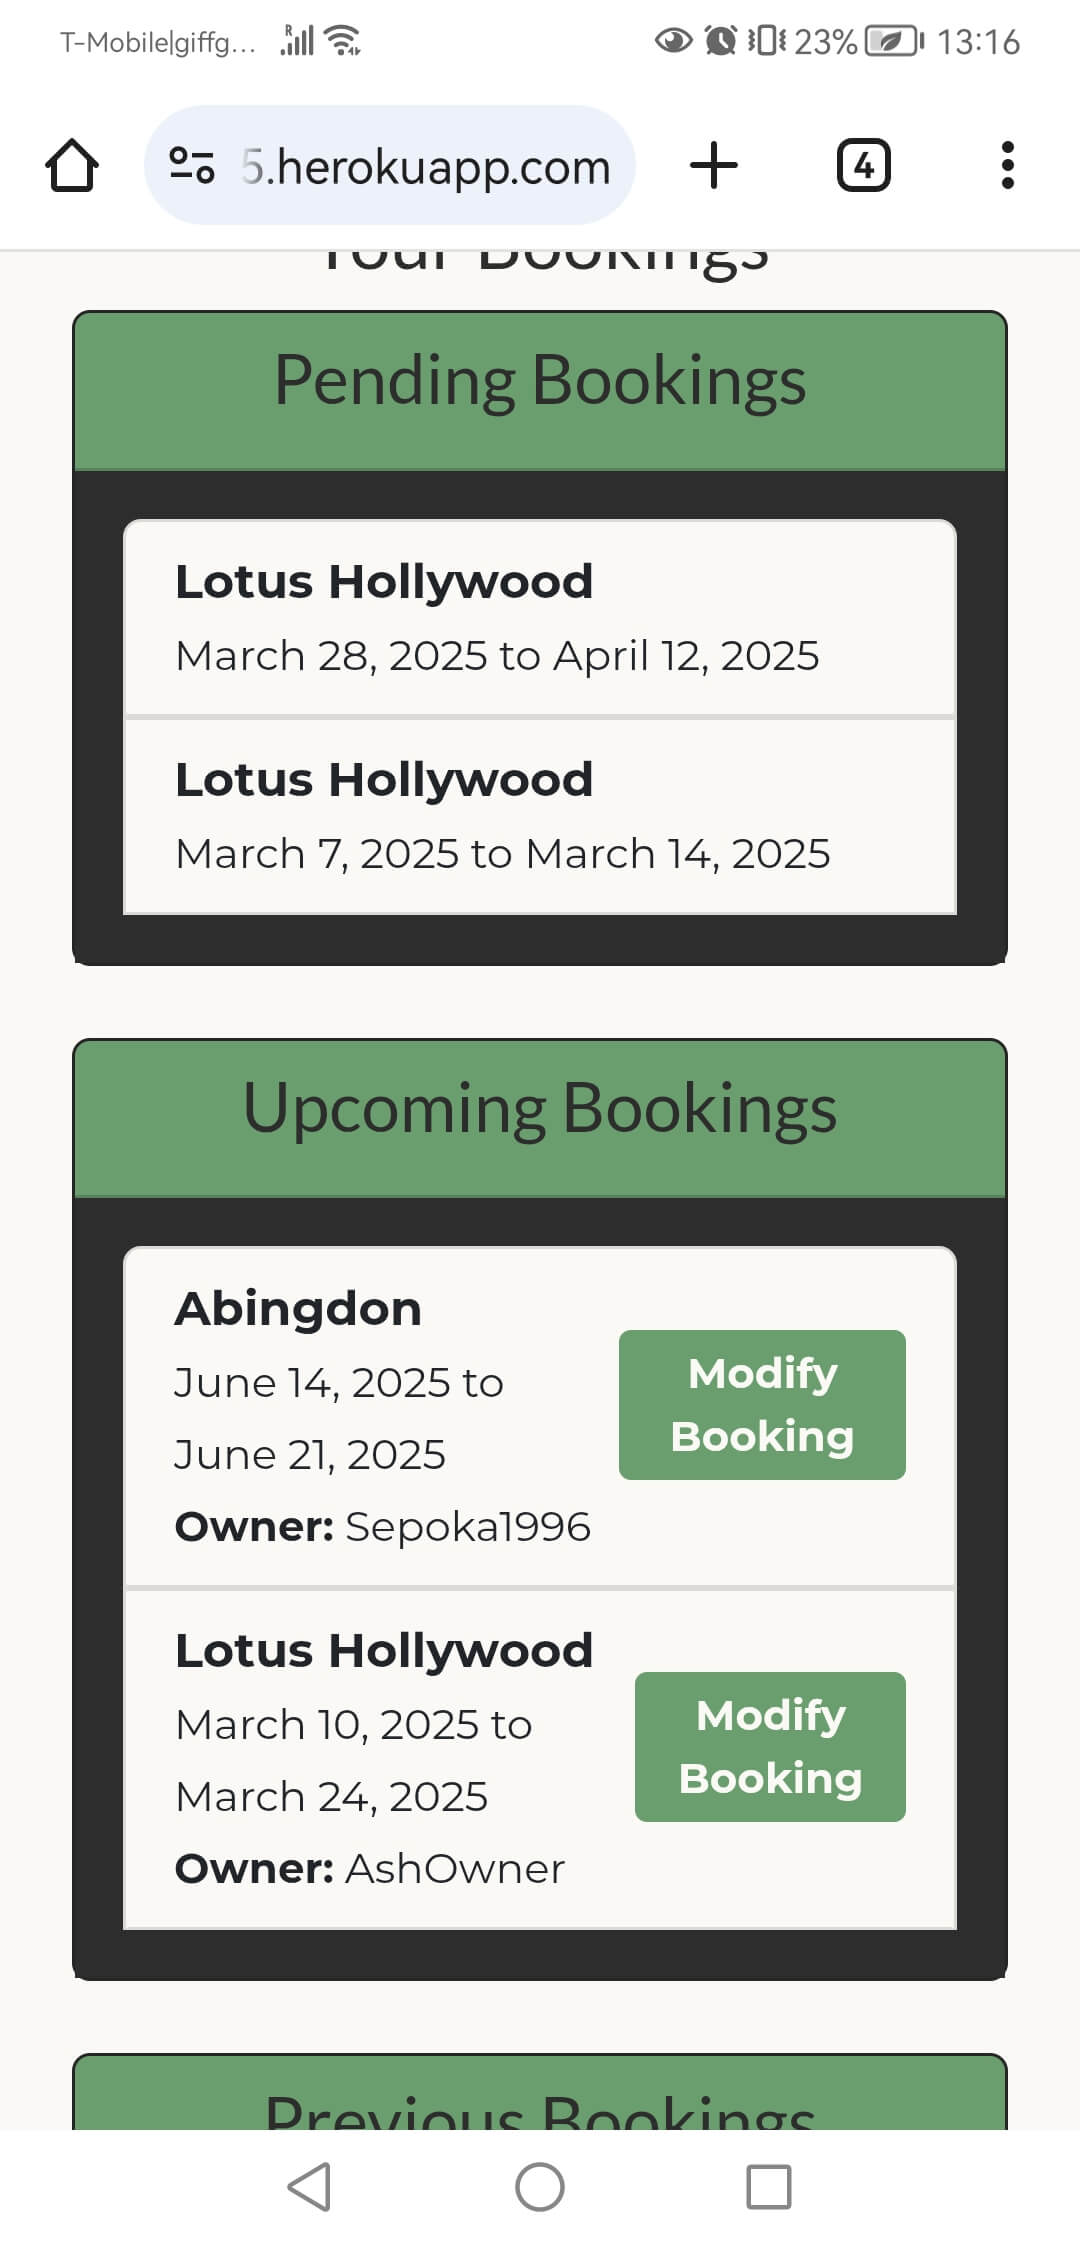 T-Mobile|giffg...
R
23%
13:16
5.herokuapp.com
4
Your Bookings
Pending Bookings
Lotus Hollywood
March 28, 2025 to April 12, 2025
Lotus Hollywood
March 7, 2025 to March 14, 2025
Upcoming Bookings
Abingdon
June 14, 2025 to
June 21, 2025
Owner: Sepoka1996
Modify
Booking
Lotus Hollywood
March 10, 2025 to
March 24, 2025
Owner: AshOwner
Modify
Booking
Previous Bookings